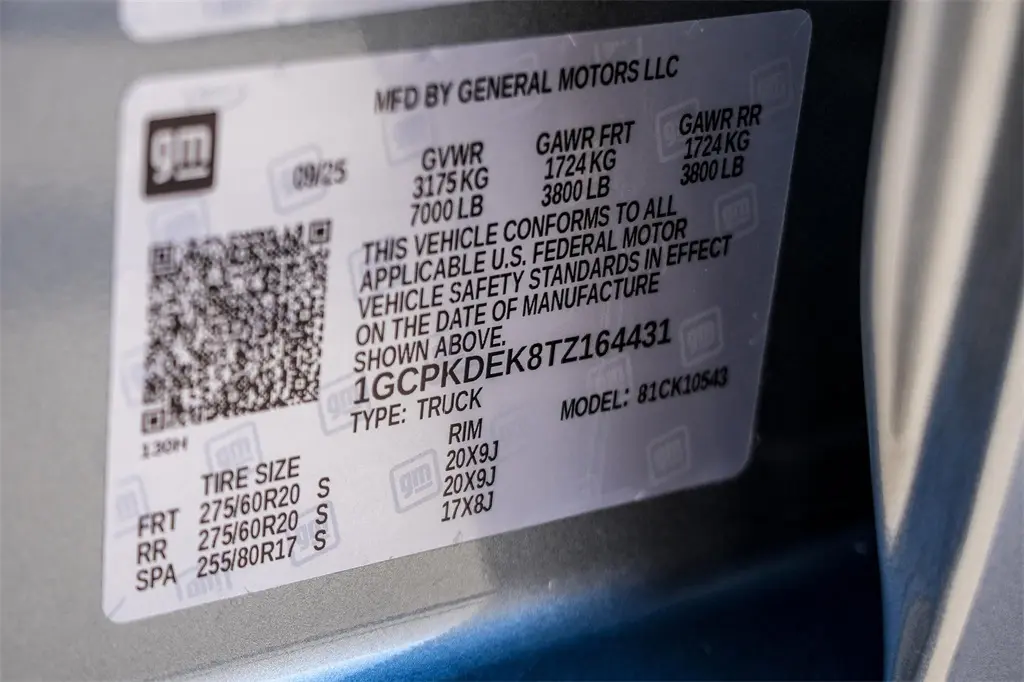 MFD BY GENERAL MOTORS LLC
gm
09/25
GVWR GAWR FRT GAWR RR
3175 KG 1724 KG 1724 KG
7000 LB 3800 LB 3800 LB
THIS VEHICLE CONFORMS TO ALL
APPLICABLE U.S. FEDERAL MOTOR
VEHICLE SAFETY STANDARDS IN EFFECT
ON THE DATE OF MANUFACTURE
SHOWN ABOVE.
1GCPKDEK8TZ164431
TYPE: TRUCK MODEL: 81CK10543
130H
TIRE SIZE RIM
FRT 275/60R20 S 20X9J
RR 275/60R20 S 20X9J
SPA 255/80R17 S 17X8J